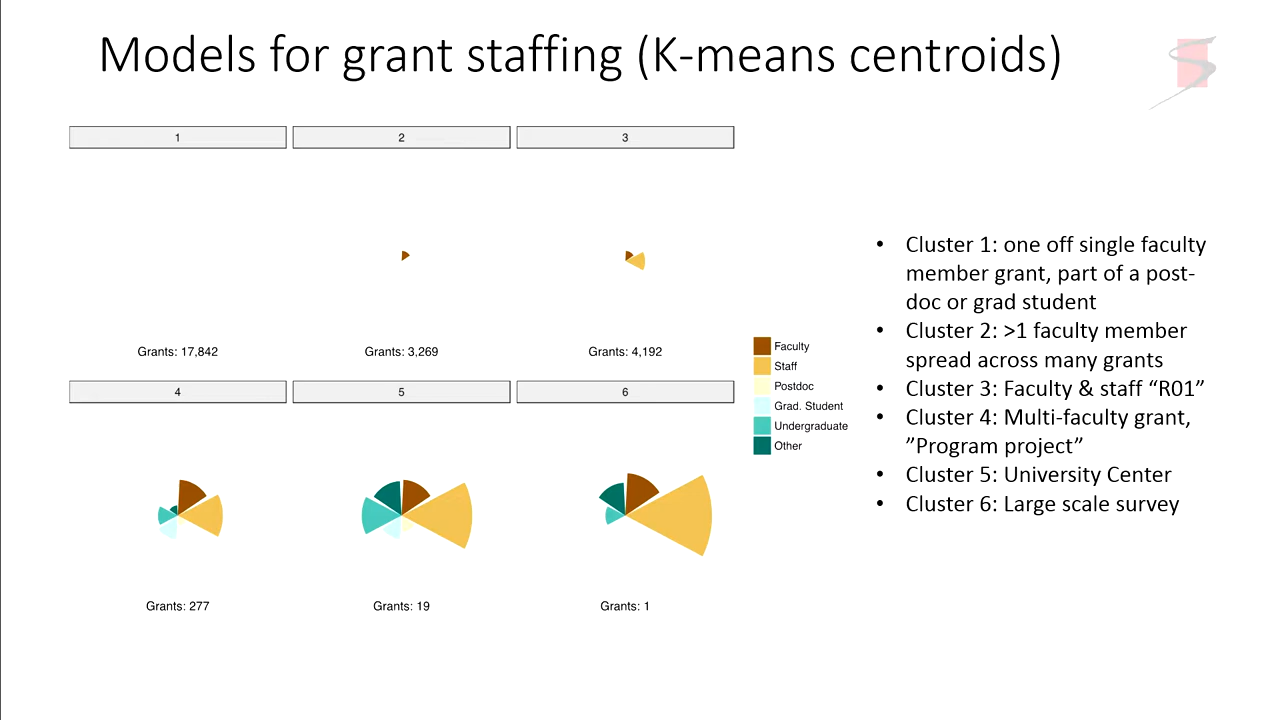 Models for grant staffing (K-means centroids)
1
2
3
Grants: 17,842
Grants: 3,269
Grants: 4,192
4
5
6
Grants: 277
Grants: 19
Grants: 1
Faculty
Staff
Postdoc
Grad. Student
Undergraduate
Other
• Cluster 1: one off single faculty
member grant, part of a post-
doc or grad student
• Cluster 2: >1 faculty member
spread across many grants
• Cluster 3: Faculty & staff “R01”
• Cluster 4: Multi-faculty grant,
”Program project”
• Cluster 5: University Center
• Cluster 6: Large scale survey